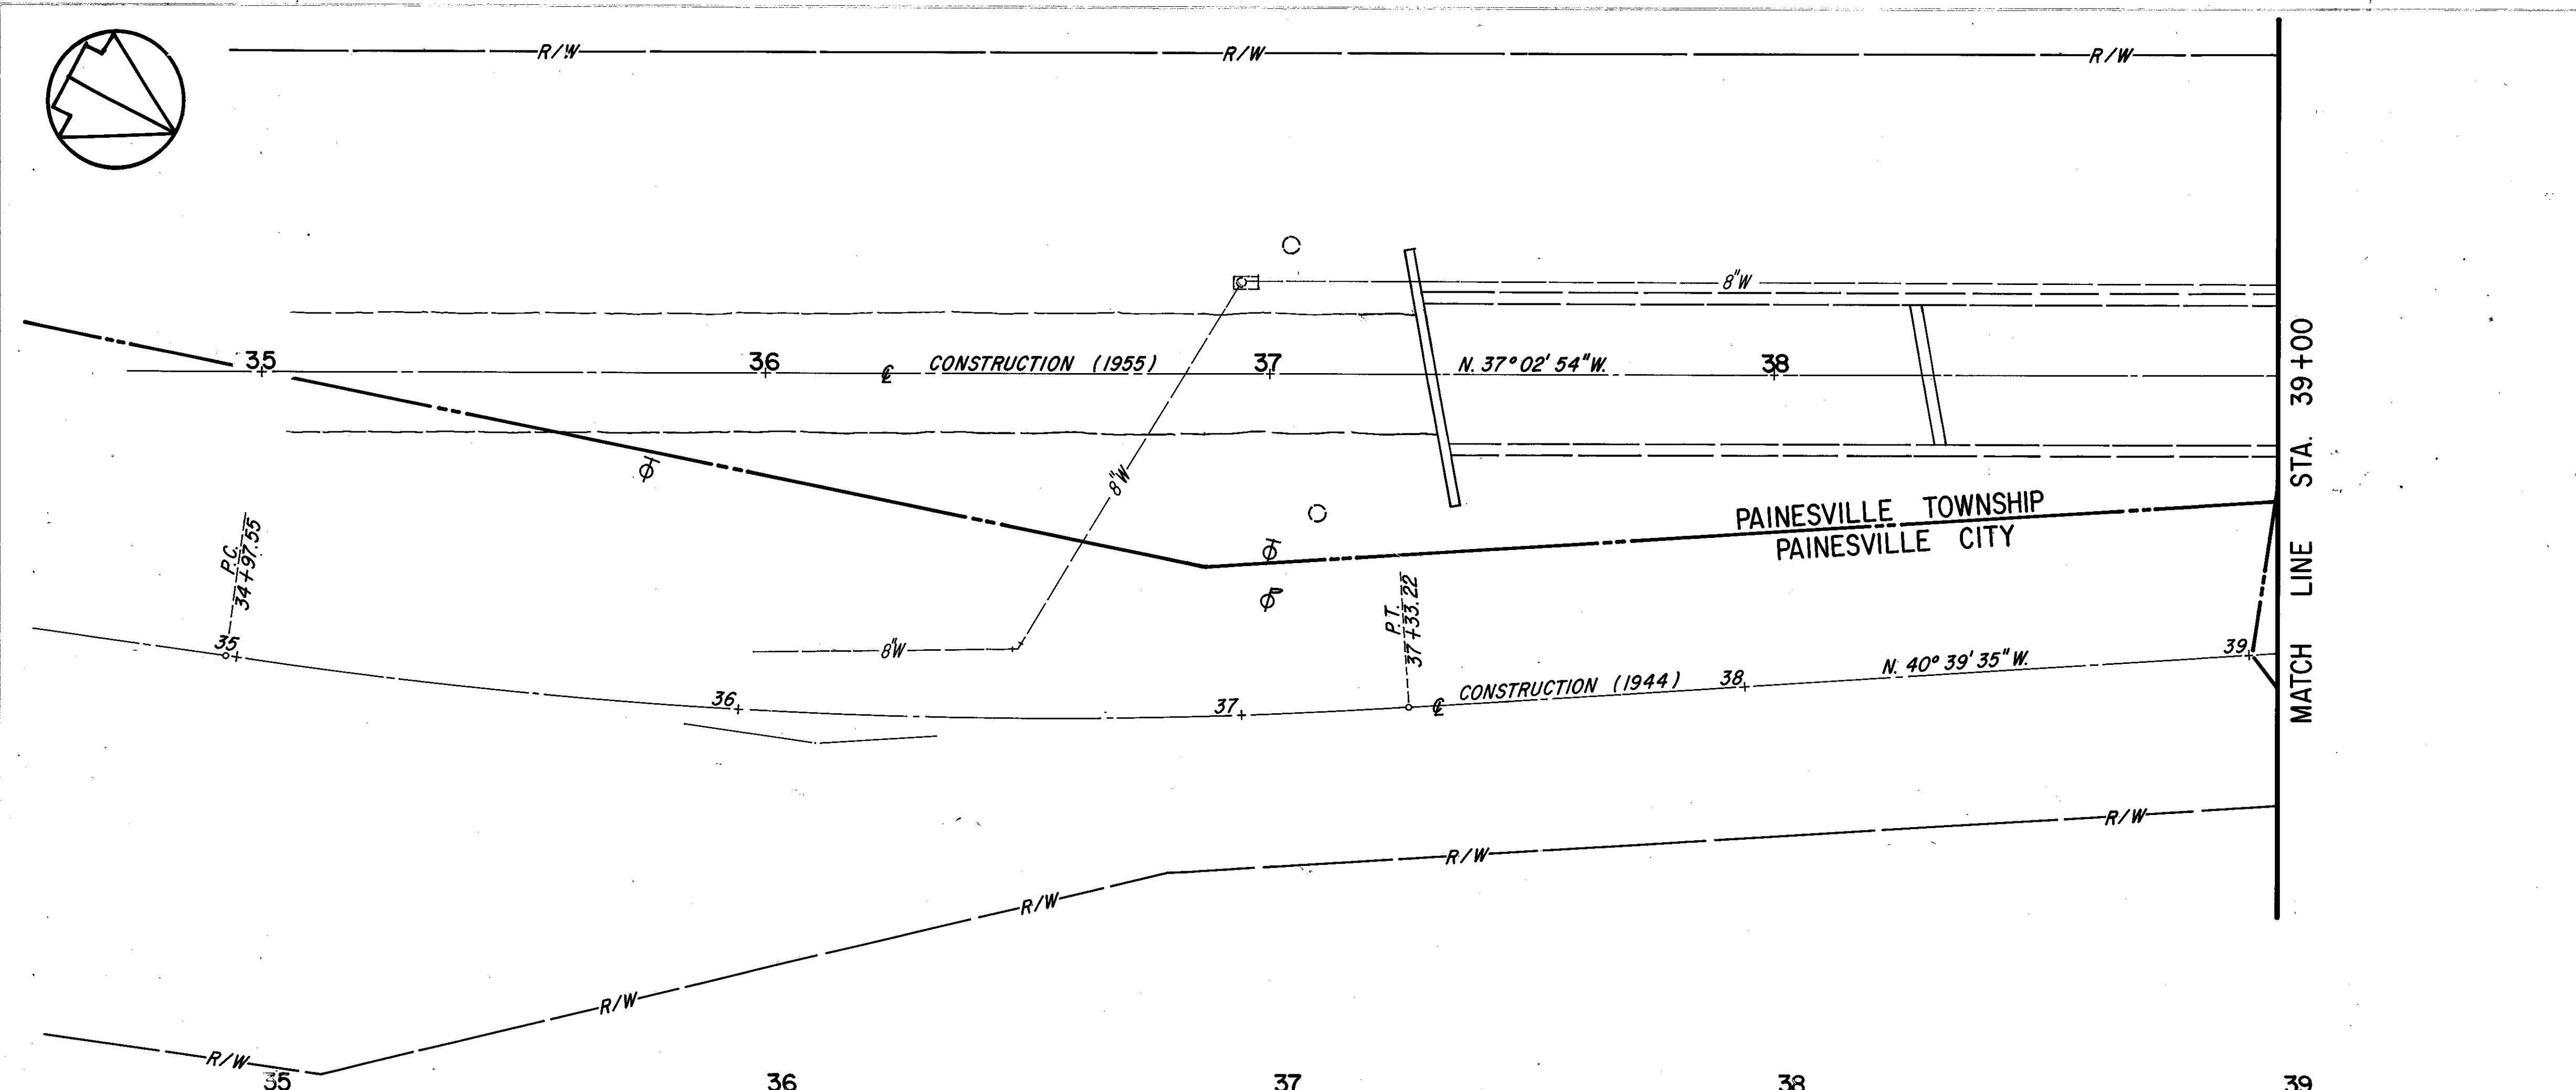 R/W R/W R/W
8"W
35 36 ℄ CONSTRUCTION (1955) 37 N. 37° 02' 54" W. 38
MATCH LINE STA. 39+00
8"W
PAINESVILLE TOWNSHIP
PAINESVILLE CITY
P.C.
34+97.55
P.T.
37+33.22
35
8"W
36 37 ℄ CONSTRUCTION (1944) 38 N. 40° 39' 35" W. 39
R/W
R/W
R/W
R/W
R/W
35 36 37 38 39